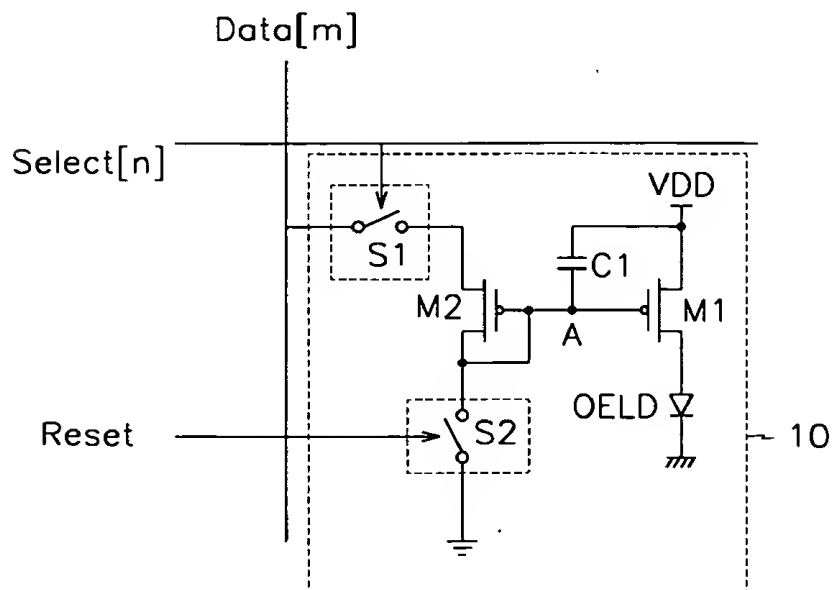 Data[m]
Select[n]
VDD
S1
C1
M2
M1
A
OELD
Reset
S2
10